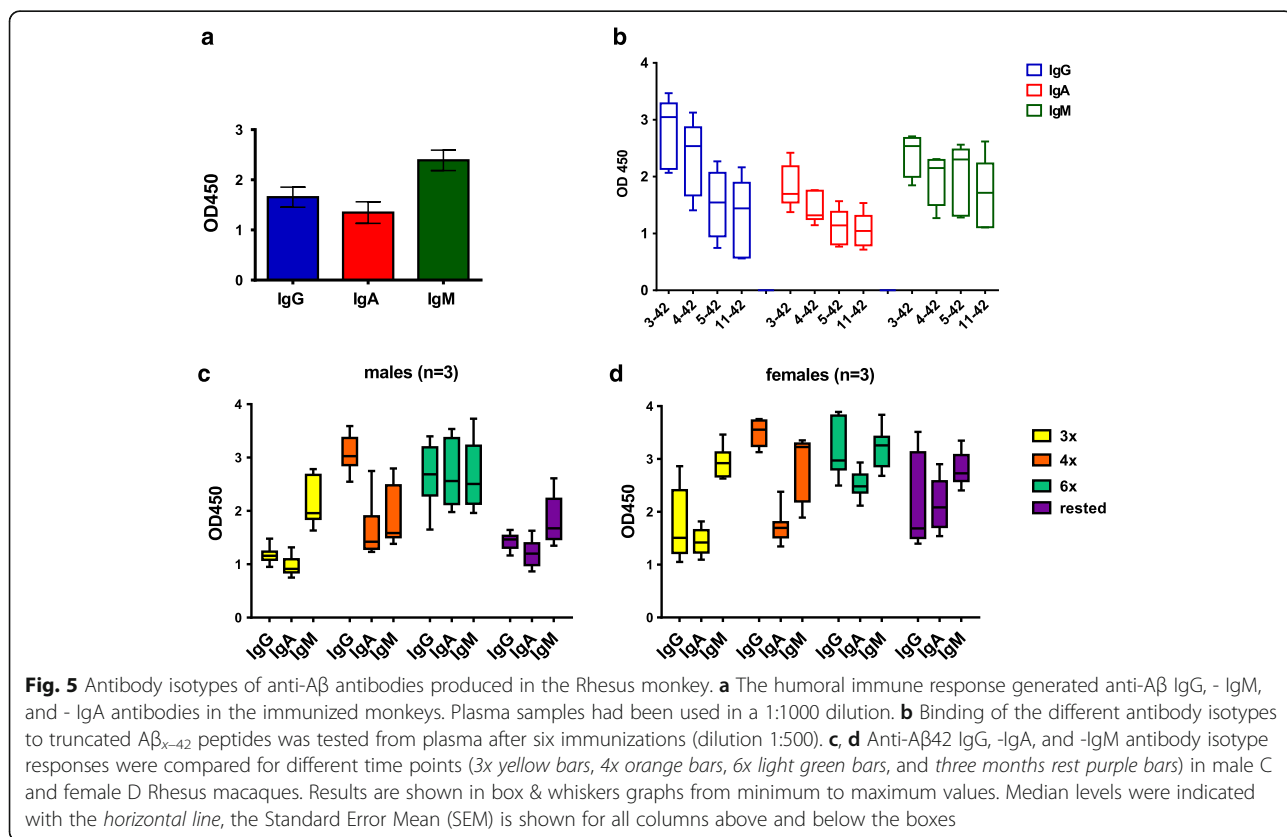 a
3
2
1
0
OD450
IgG
IgA
IgM
b
4
3
2
1
0
OD 450
3-42
4-42
5-42
11-42
3-42
4-42
5-42
11-42
3-42
4-42
5-42
11-42
IgG
IgA
IgM
c
males (n=3)
4
3
2
1
0
OD450
IgG
IgA
IgM
IgG
IgA
IgM
IgG
IgA
IgM
IgG
IgA
IgM
d
females (n=3)
4
3
2
1
0
OD450
IgG
IgA
IgM
IgG
IgA
IgM
IgG
IgA
IgM
IgG
IgA
IgM
3x
4x
6x
rested
Fig. 5 Antibody isotypes of anti-Aβ antibodies produced in the Rhesus monkey. a The humoral immune response generated anti-Aβ IgG, - IgM,
and - IgA antibodies in the immunized monkeys. Plasma samples had been used in a 1:1000 dilution. b Binding of the different antibody isotypes
to truncated Aβx–42 peptides was tested from plasma after six immunizations (dilution 1:500). c, d Anti-Aβ42 IgG, -IgA, and -IgM antibody isotype
responses were compared for different time points (3x yellow bars, 4x orange bars, 6x light green bars, and three months rest purple bars) in male C
and female D Rhesus macaques. Results are shown in box & whiskers graphs from minimum to maximum values. Median levels were indicated
with the horizontal line, the Standard Error Mean (SEM) is shown for all columns above and below the boxes